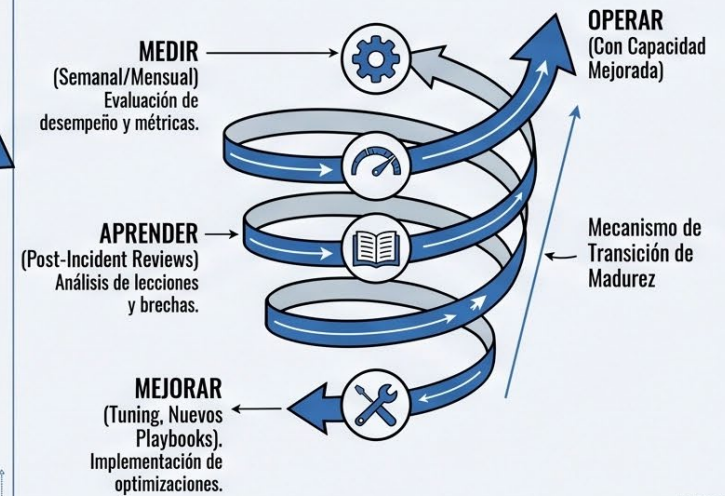 MEDIR
(Semanal/Mensual)
Evaluación de
desempeño y métricas.
OPERAR
(Con Capacidad
Mejorada)
APRENDER
(Post-Incident Reviews)
Análisis de lecciones
y brechas.
Mecanismo de
Transición de
Madurez
MEJORAR
(Tuning, Nuevos
Playbooks).
Implementación de
optimizaciones.